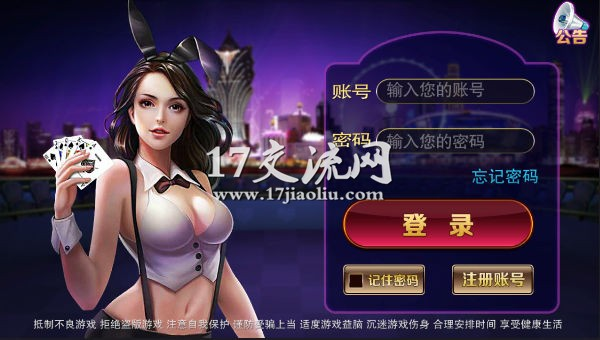 公告
账号
输入您的账号
密码
输入您的密码
忘记密码
17交流网
www.17jiaoliu.com
登录
记住密码
注册账号
抵制不良游戏 拒绝盗版游戏 注意自我保护 谨防受骗上当 适度游戏益脑 沉迷游戏伤身 合理安排时间 享受健康生活